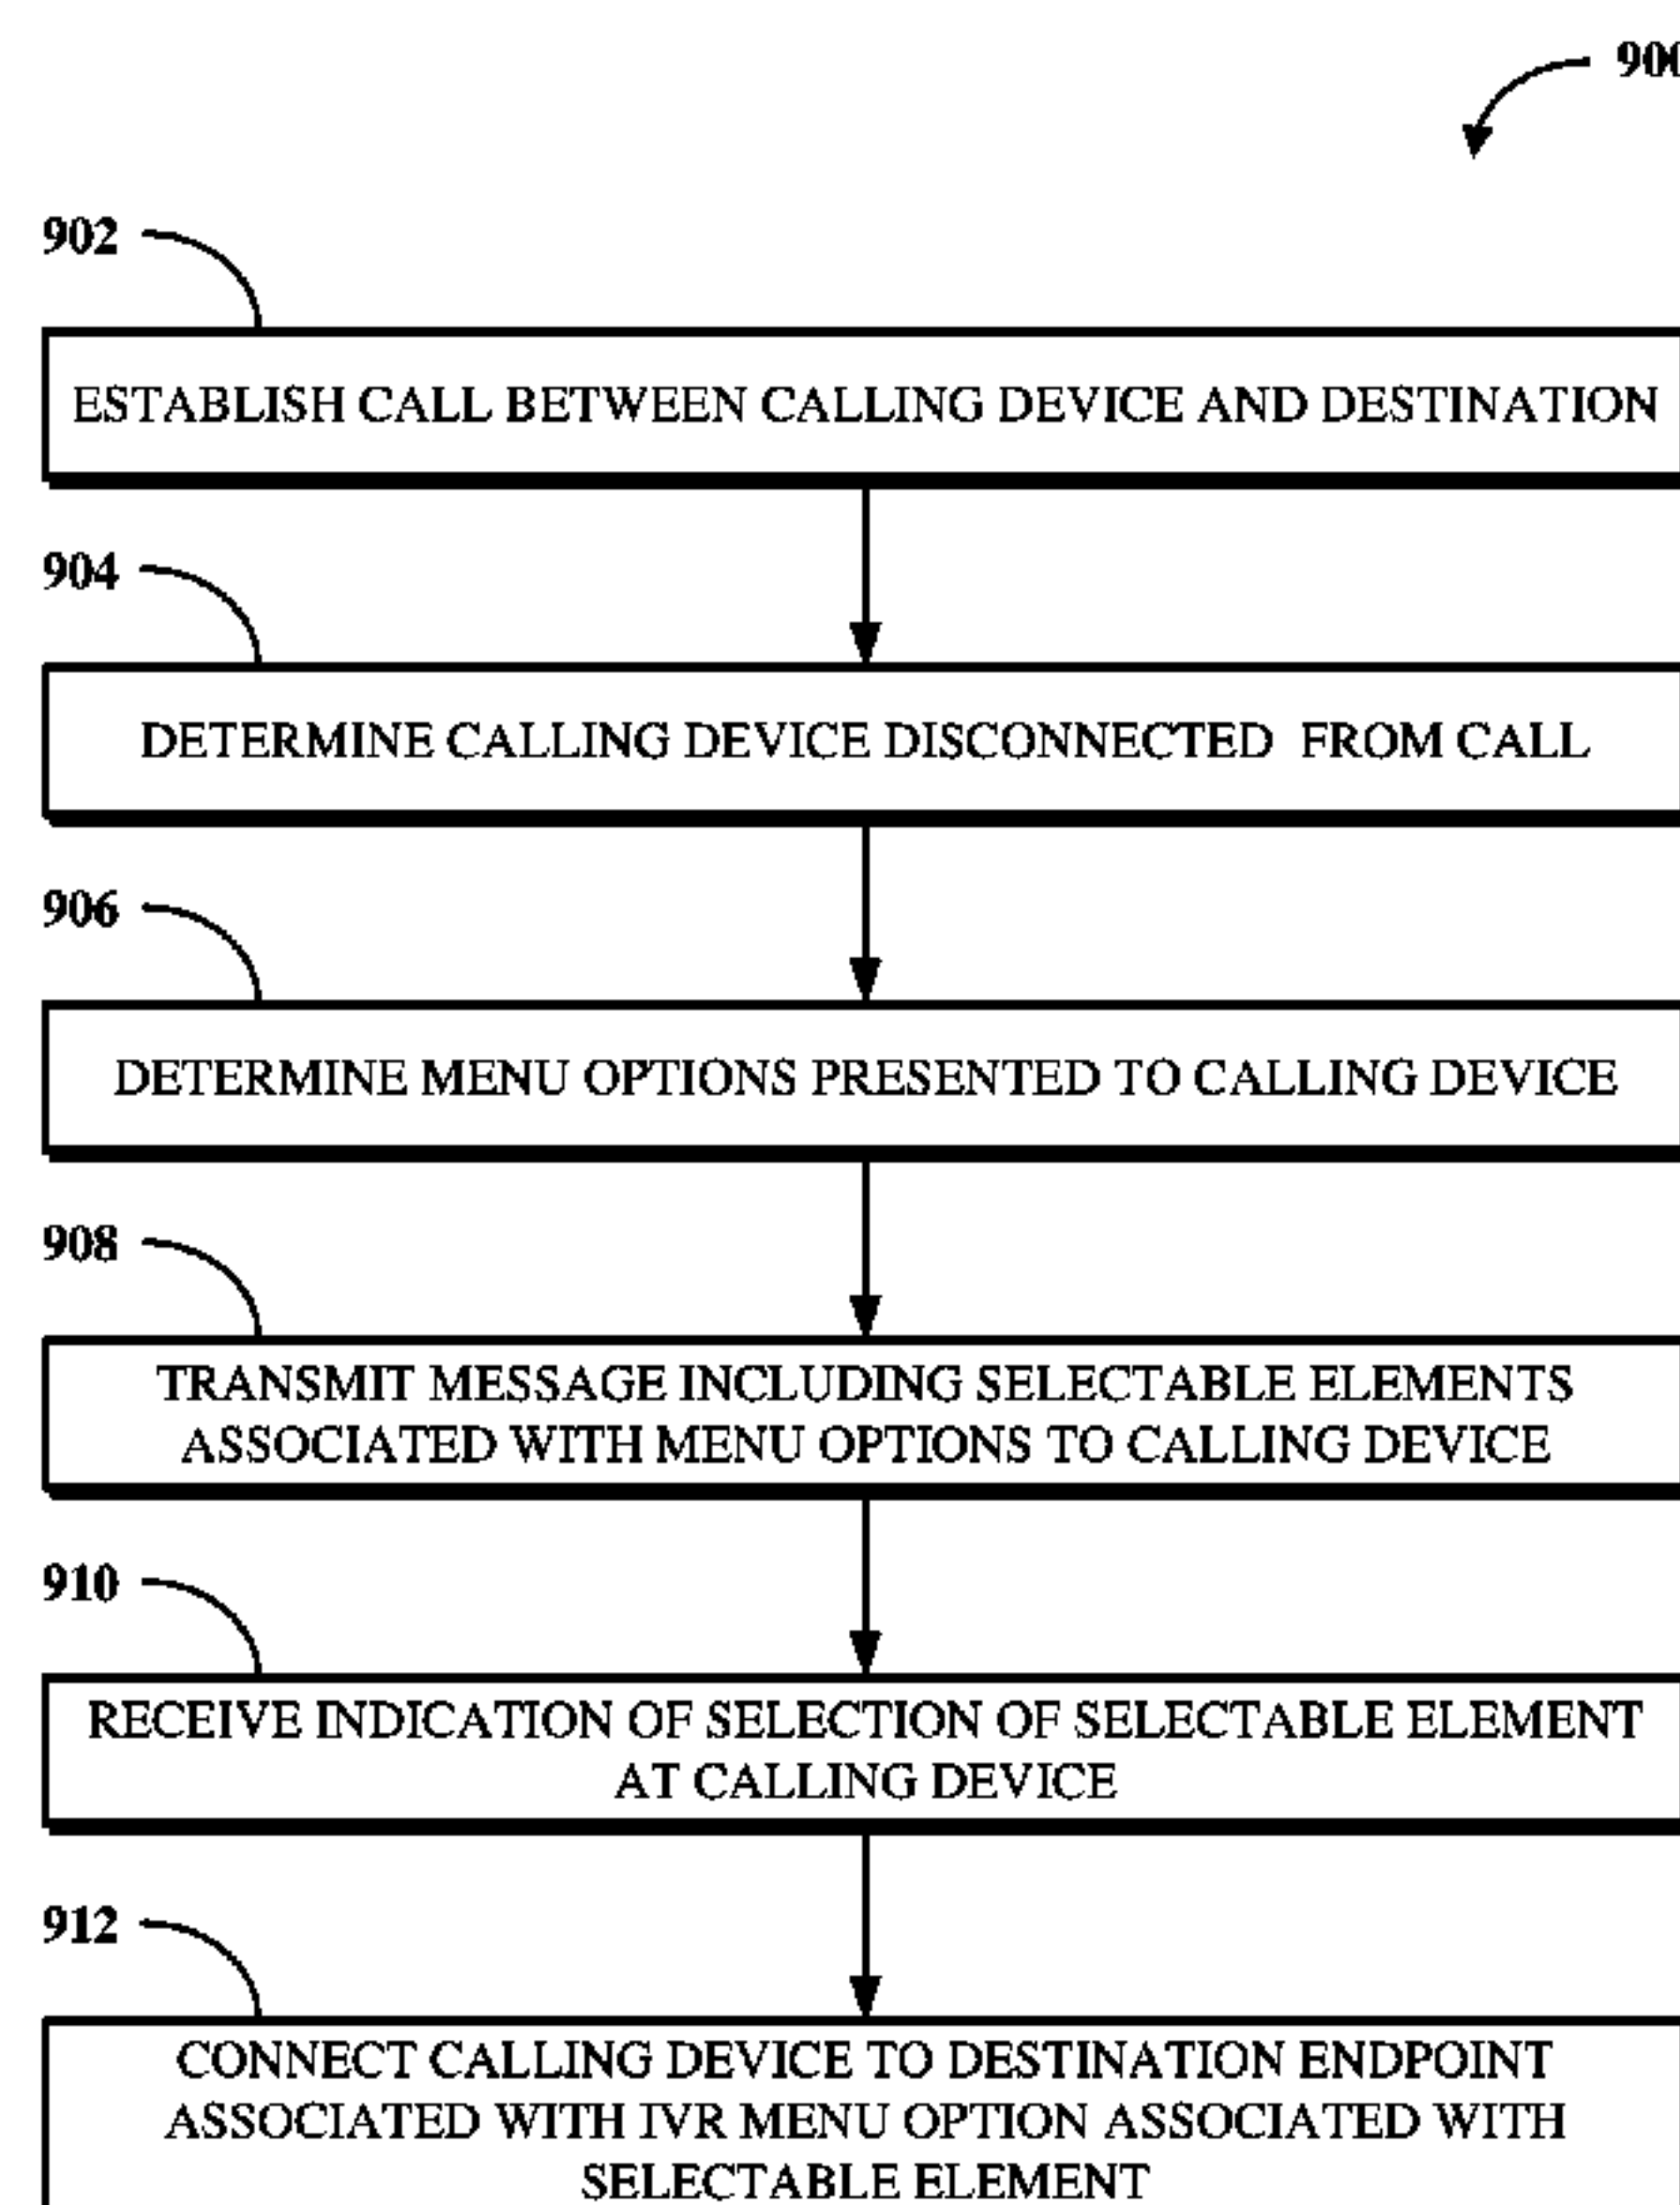 900
902
ESTABLISH CALL BETWEEN CALLING DEVICE AND DESTINATION
904
DETERMINE CALLING DEVICE DISCONNECTED FROM CALL
906
DETERMINE MENU OPTIONS PRESENTED TO CALLING DEVICE
908
TRANSMIT MESSAGE INCLUDING SELECTABLE ELEMENTS
ASSOCIATED WITH MENU OPTIONS TO CALLING DEVICE
910
RECEIVE INDICATION OF SELECTION OF SELECTABLE ELEMENT
AT CALLING DEVICE
912
CONNECT CALLING DEVICE TO DESTINATION ENDPOINT
ASSOCIATED WITH IVR MENU OPTION ASSOCIATED WITH
SELECTABLE ELEMENT